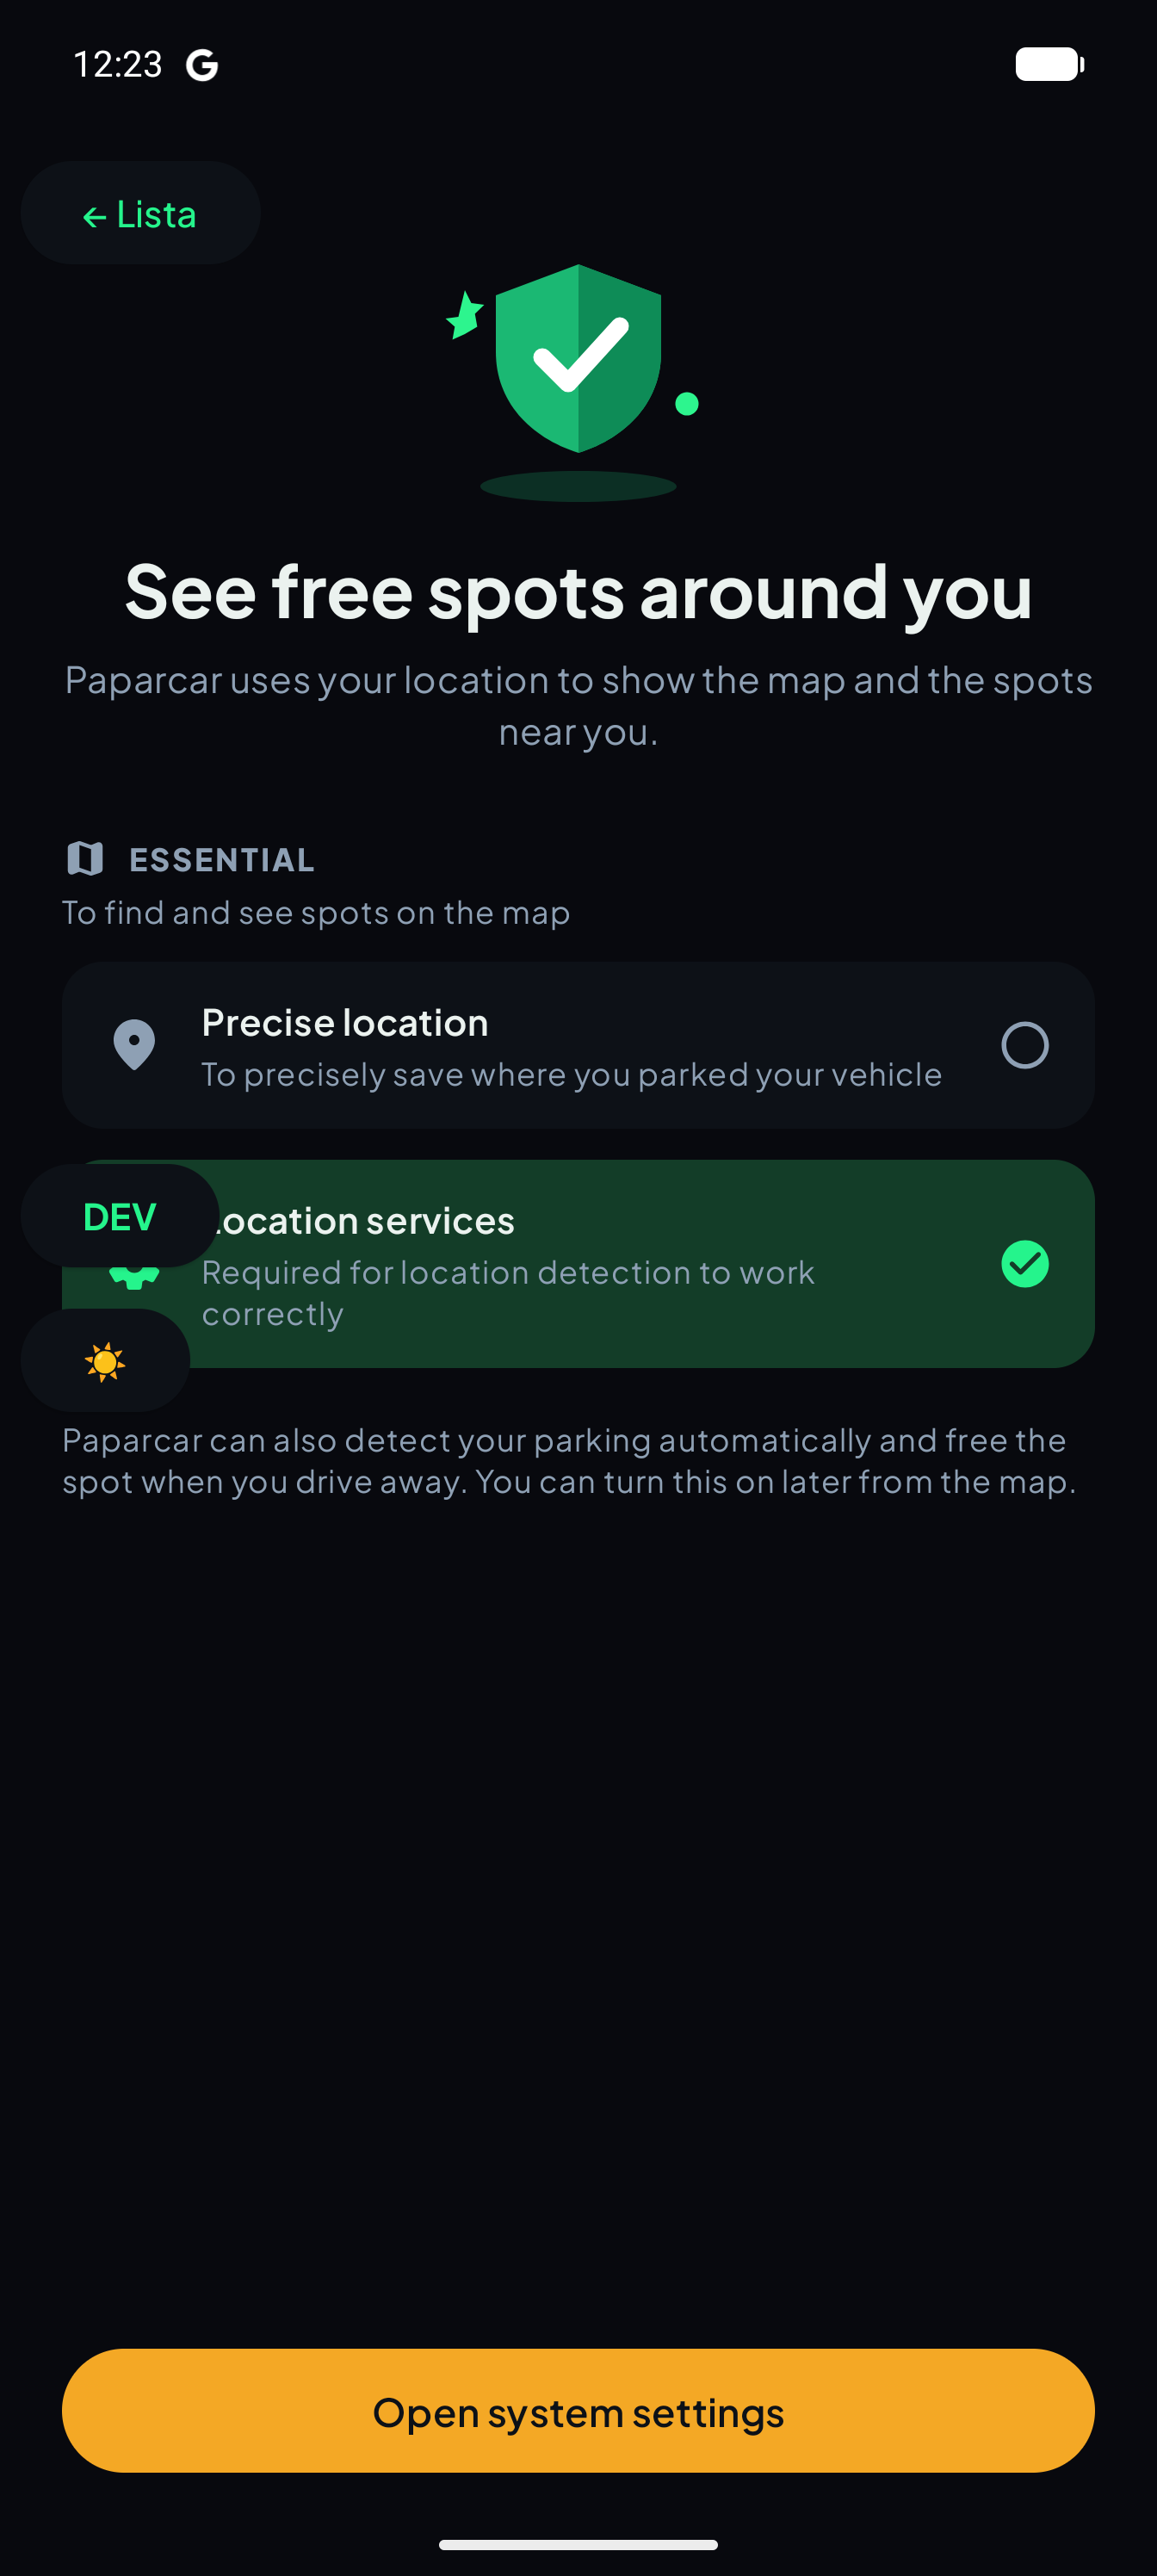 12:23
← Lista
See free spots around you
Paparcar uses your location to show the map and the spots
near you.
ESSENTIAL
To find and see spots on the map
Precise location
To precisely save where you parked your vehicle
DEV
Location services
Required for location detection to work
correctly
Paparcar can also detect your parking automatically and free the
spot when you drive away. You can turn this on later from the map.
Open system settings